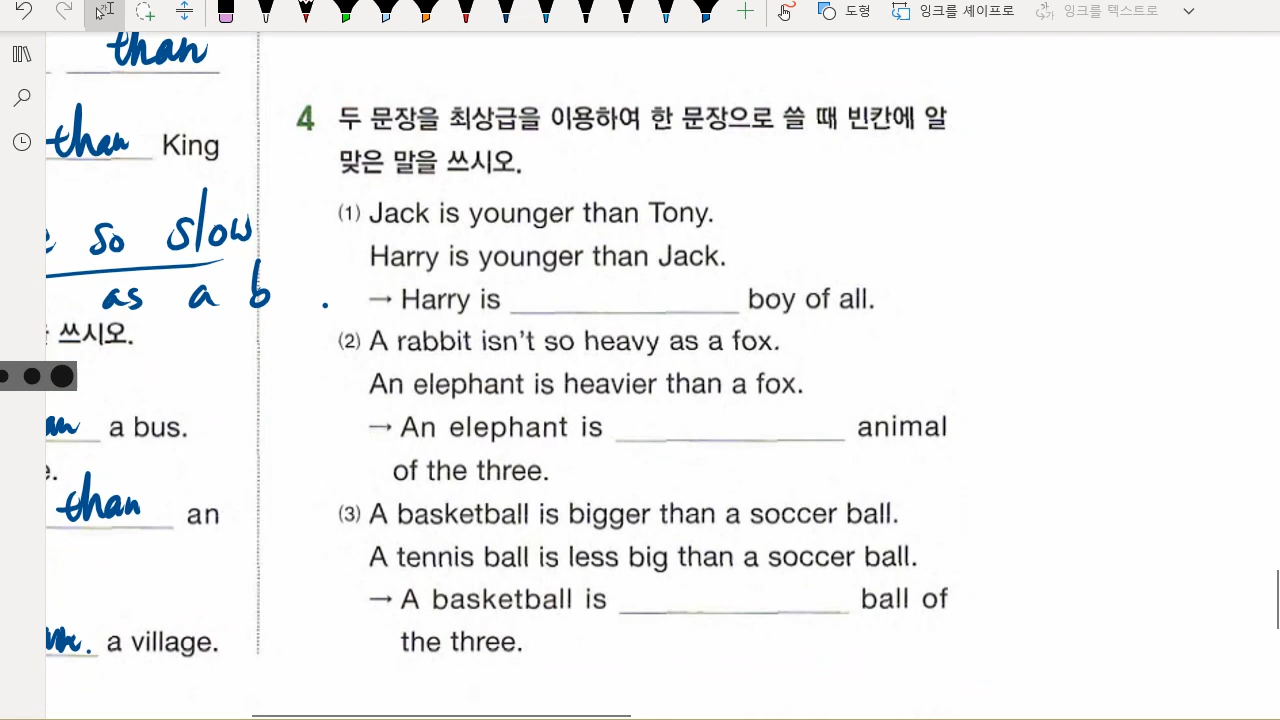 도형 잉크를 셰이프로 잉크를 텍스트로
than
than King
so slow
as a b .
쓰시오.
a bus.
e.
than an
a village.
4 두 문장을 최상급을 이용하여 한 문장으로 쓸 때 빈칸에 알
맞은 말을 쓰시오.
(1) Jack is younger than Tony.
Harry is younger than Jack.
→ Harry is boy of all.
(2) A rabbit isn't so heavy as a fox.
An elephant is heavier than a fox.
→ An elephant is animal
of the three.
(3) A basketball is bigger than a soccer ball.
A tennis ball is less big than a soccer ball.
→ A basketball is ball of
the three.